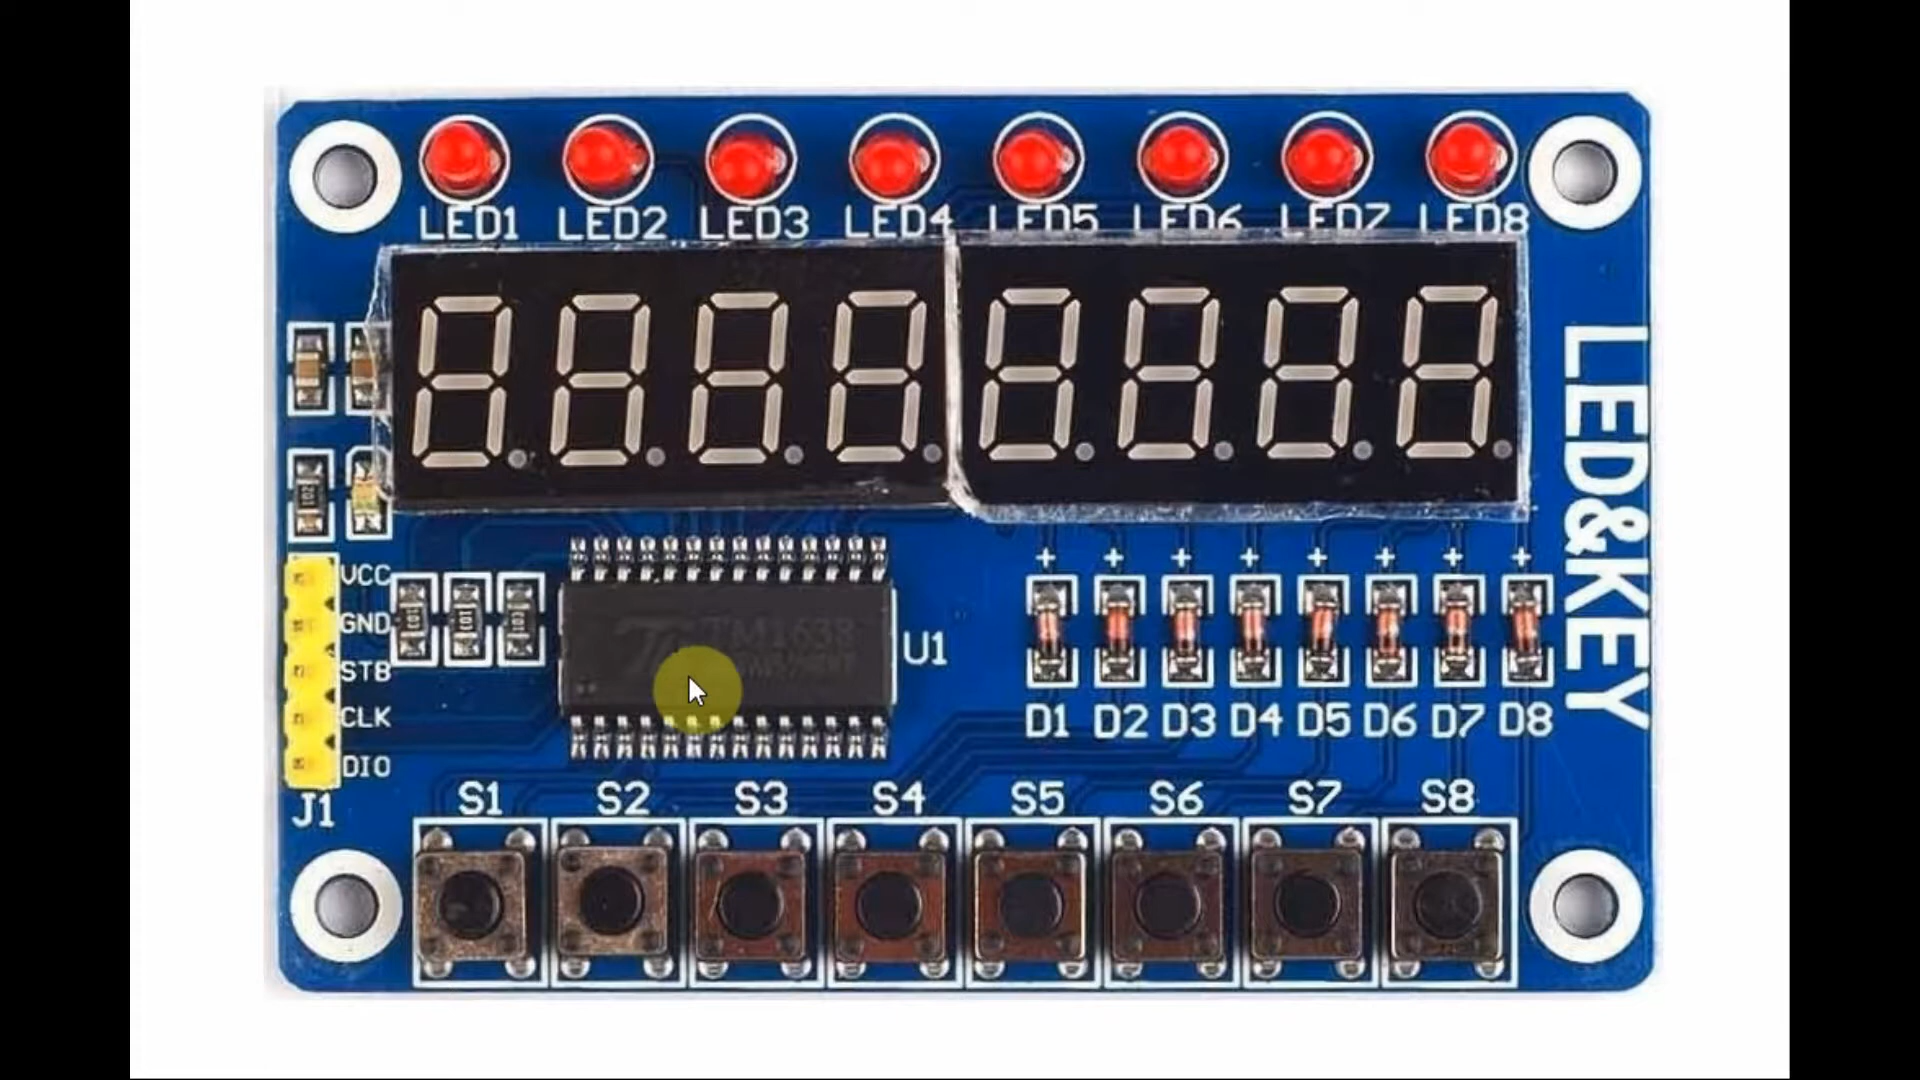 LED1 LED2 LED3 LED4 LED5 LED6 LED7 LED8
LED&KEY
VCC
GND
STB
CLK
DIO
J1
TM1638
U1
+ + + + + + + +
D1 D2 D3 D4 D5 D6 D7 D8
S1 S2 S3 S4 S5 S6 S7 S8